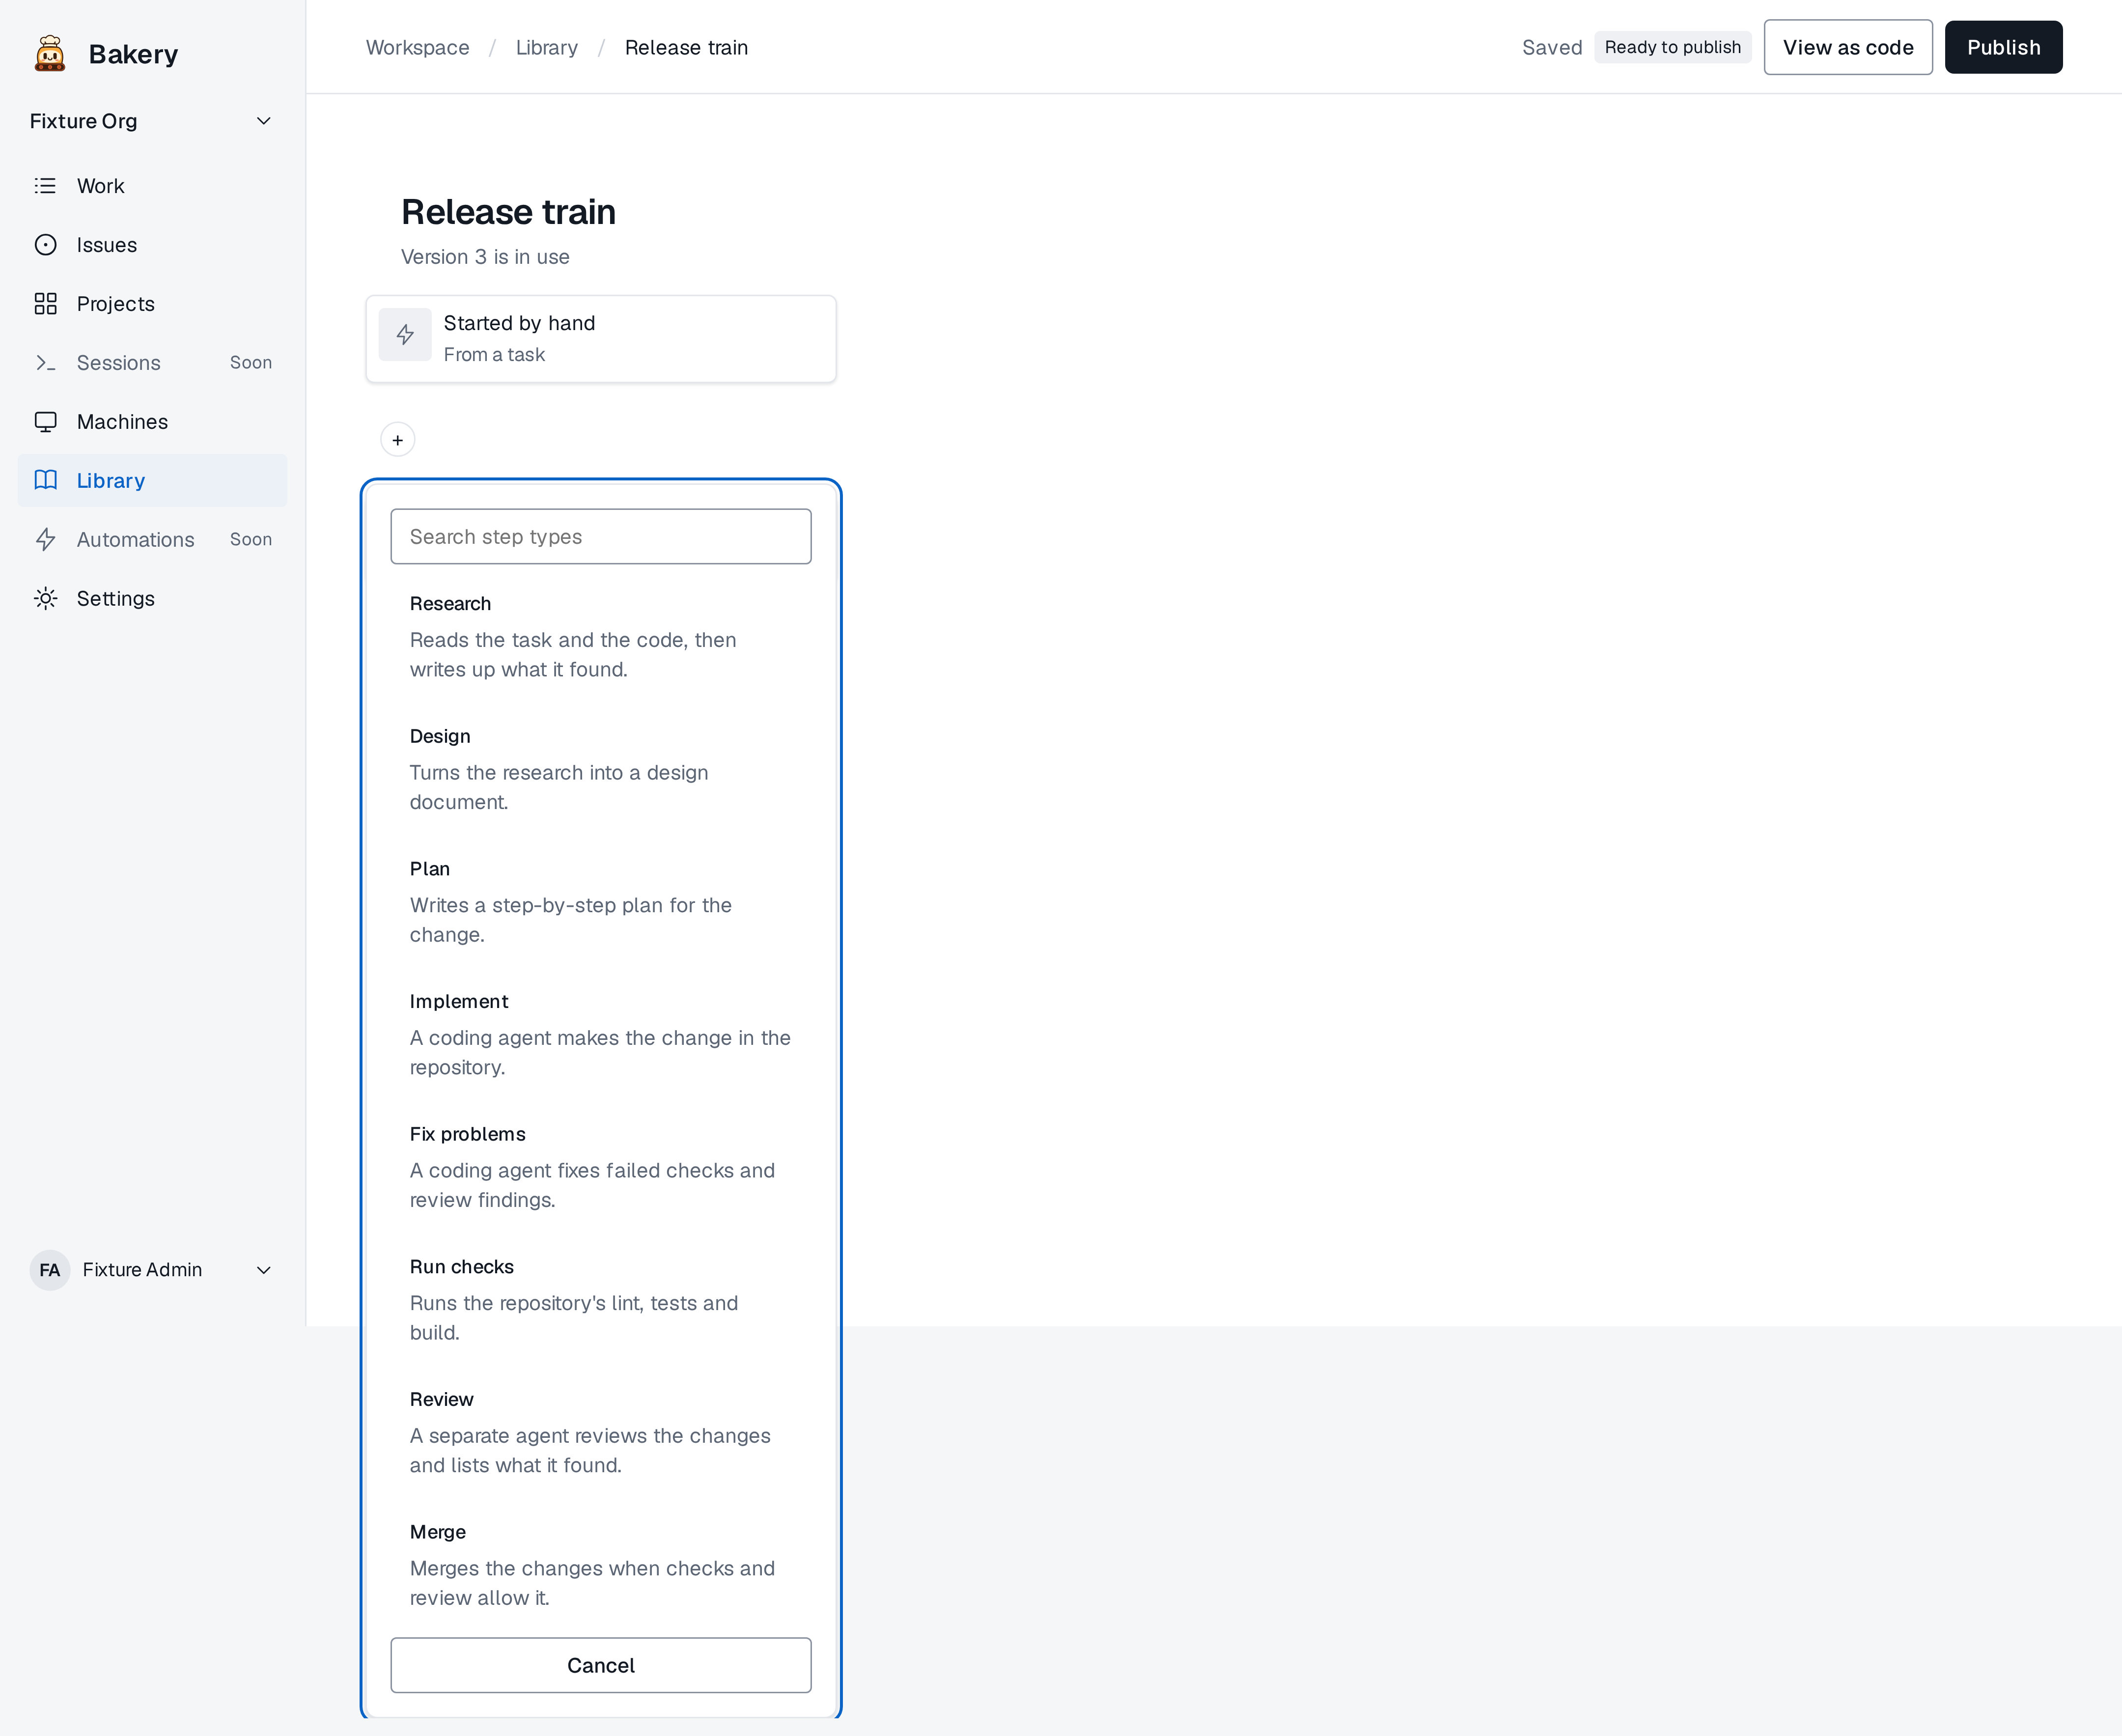 Bakery
Fixture Org
Work
Issues
Projects
Sessions Soon
Machines
Library
Automations Soon
Settings
FA Fixture Admin
Workspace / Library / Release train
Saved Ready to publish View as code Publish
Release train
Version 3 is in use
Started by hand
From a task
+
Search step types
Research
Reads the task and the code, then
writes up what it found.
Design
Turns the research into a design
document.
Plan
Writes a step-by-step plan for the
change.
Implement
A coding agent makes the change in the
repository.
Fix problems
A coding agent fixes failed checks and
review findings.
Run checks
Runs the repository's lint, tests and
build.
Review
A separate agent reviews the changes
and lists what it found.
Merge
Merges the changes when checks and
review allow it.
Cancel